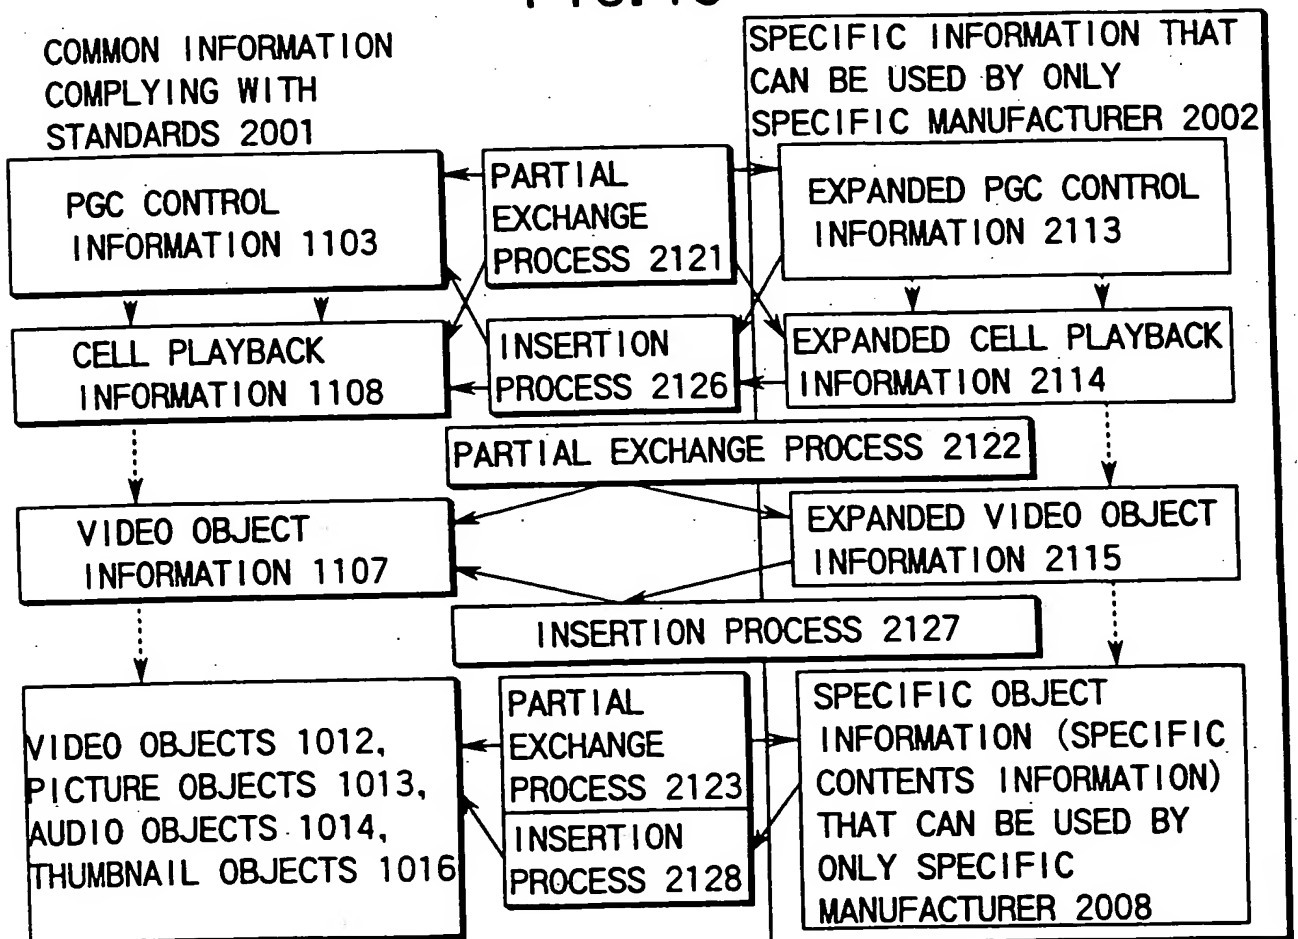 COMMON INFORMATION
COMPLYING WITH
STANDARDS 2001
SPECIFIC INFORMATION THAT
CAN BE USED BY ONLY
SPECIFIC MANUFACTURER 2002
PGC CONTROL
INFORMATION 1103
PARTIAL
EXCHANGE
PROCESS 2121
EXPANDED PGC CONTROL
INFORMATION 2113
CELL PLAYBACK
INFORMATION 1108
INSERTION
PROCESS 2126
EXPANDED CELL PLAYBACK
INFORMATION 2114
PARTIAL EXCHANGE PROCESS 2122
VIDEO OBJECT
INFORMATION 1107
EXPANDED VIDEO OBJECT
INFORMATION 2115
INSERTION PROCESS 2127
VIDEO OBJECTS 1012,
PICTURE OBJECTS 1013,
AUDIO OBJECTS 1014,
THUMBNAIL OBJECTS 1016
PARTIAL
EXCHANGE
PROCESS 2123
INSERTION
PROCESS 2128
SPECIFIC OBJECT
INFORMATION (SPECIFIC
CONTENTS INFORMATION)
THAT CAN BE USED BY
ONLY SPECIFIC
MANUFACTURER 2008